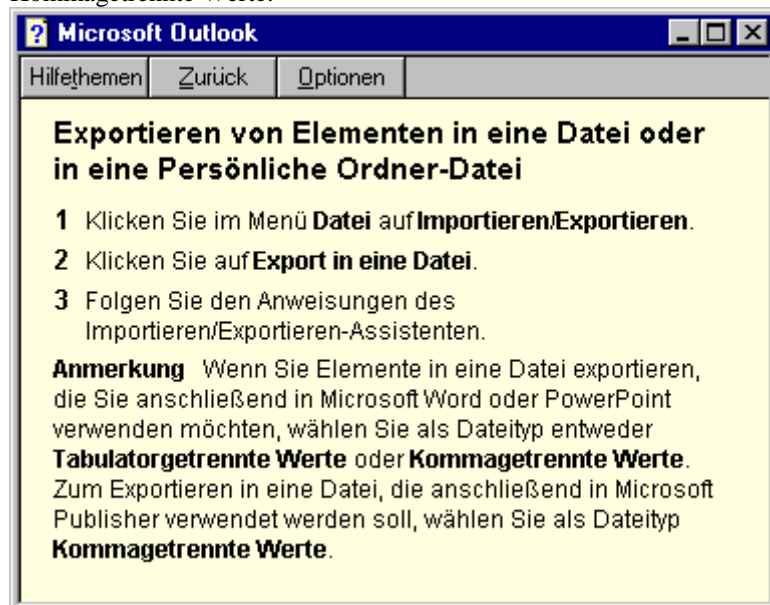 Kommagetrennte Werte.
Microsoft Outlook
Hilfethemen Zurück Optionen
Exportieren von Elementen in eine Datei oder
in eine Persönliche Ordner-Datei
1 Klicken Sie im Menü Datei auf Importieren/Exportieren.
2 Klicken Sie auf Export in eine Datei.
3 Folgen Sie den Anweisungen des
Importieren/Exportieren-Assistenten.
Anmerkung Wenn Sie Elemente in eine Datei exportieren,
die Sie anschließend in Microsoft Word oder PowerPoint
verwenden möchten, wählen Sie als Dateityp entweder
Tabulatorgetrennte Werte oder Kommagetrennte Werte.
Zum Exportieren in eine Datei, die anschließend in Microsoft
Publisher verwendet werden soll, wählen Sie als Dateityp
Kommagetrennte Werte.